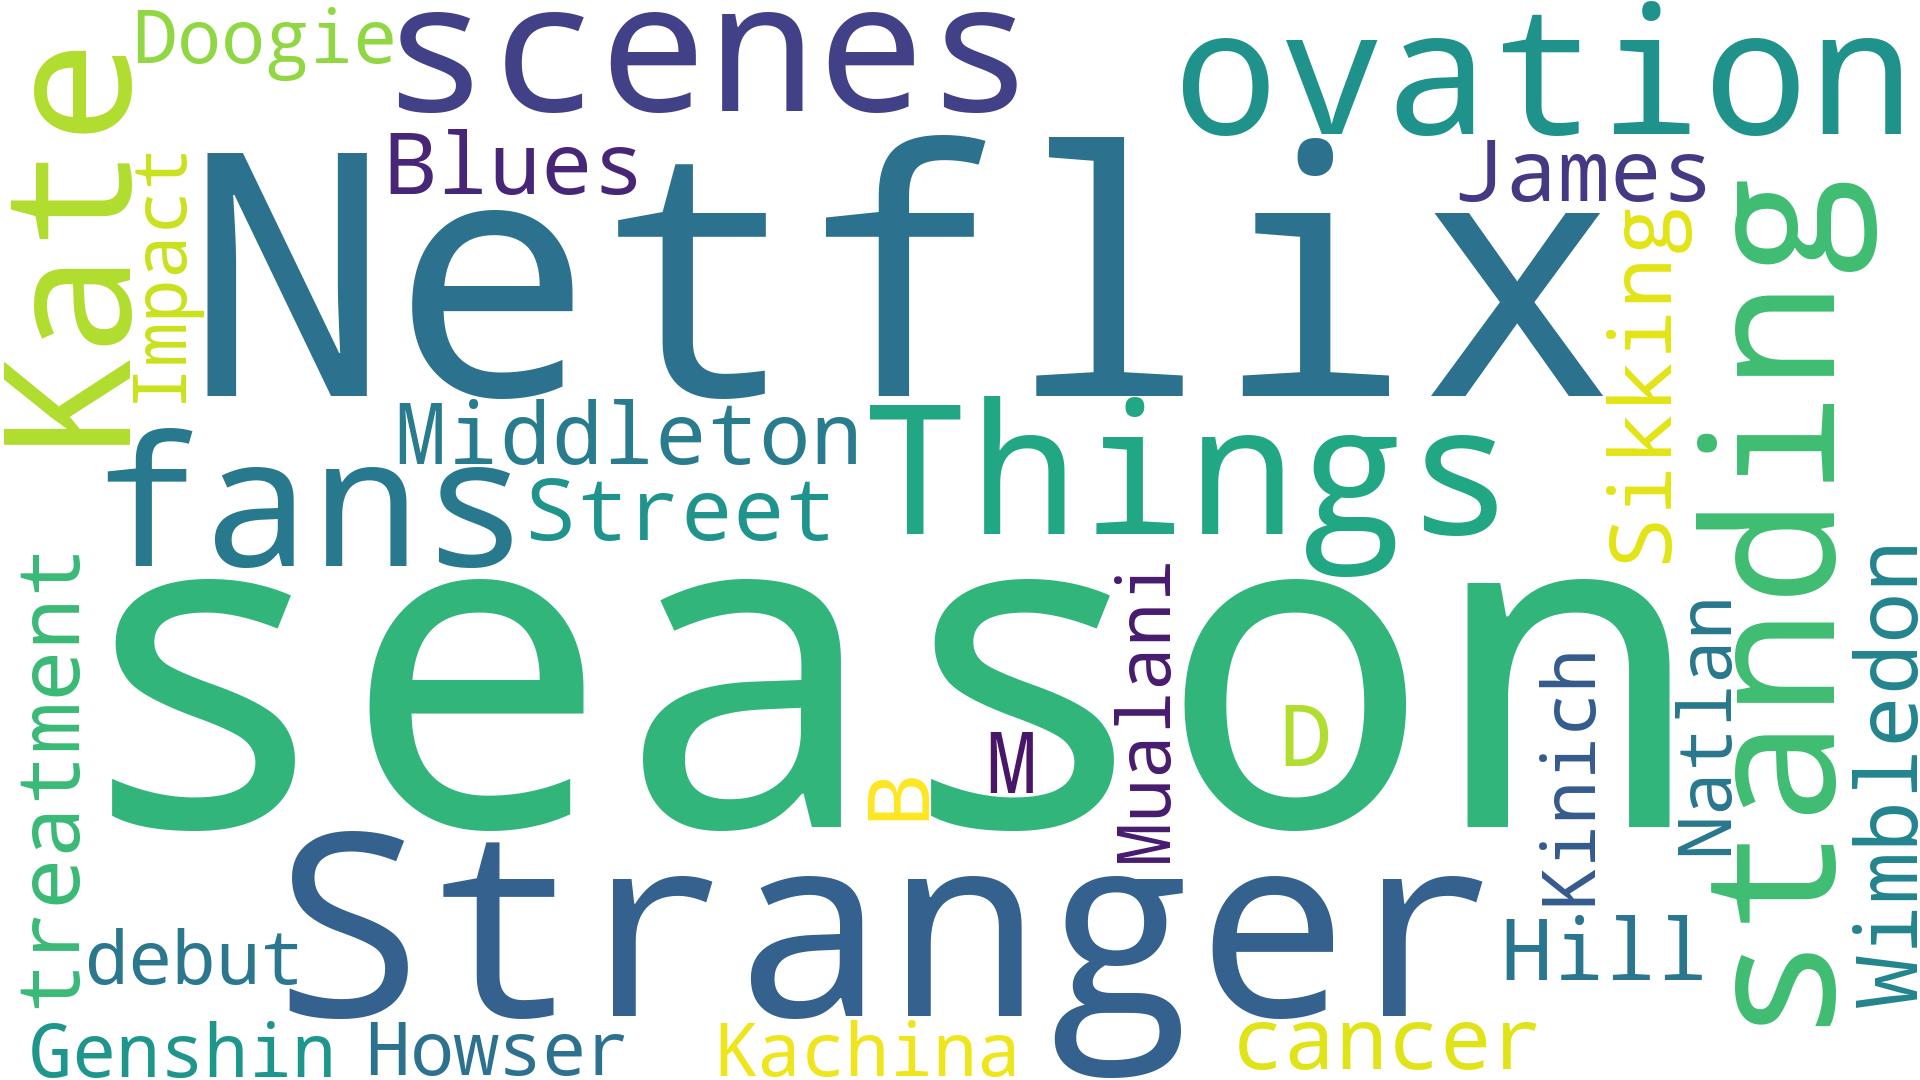 Doogie
scenes
ovation
Kate
Blues
James
Impact
Netflix
Sikking
standing
Middleton
Things
fans
Street
treatment
season
Mualani
M
D
B
Kinich
Natlan
Wimbledon
Stranger
debut
Hill
Genshin
Howser
Kachina
cancer